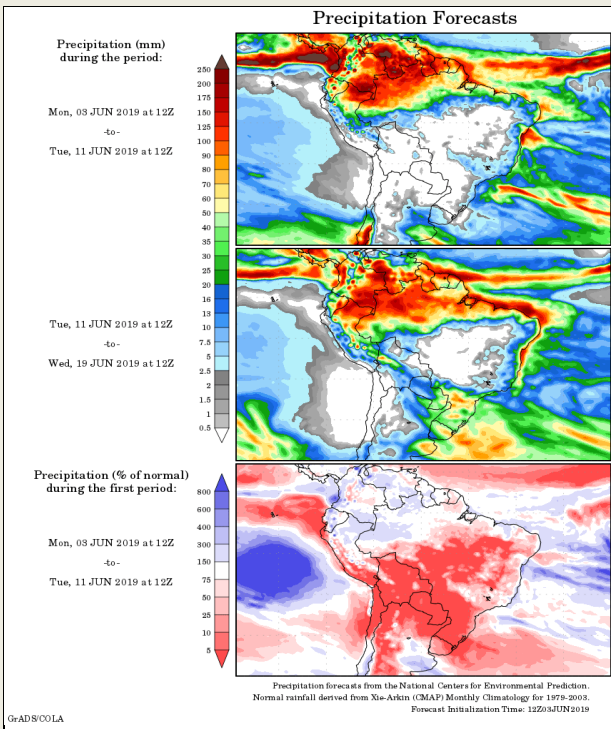 Precipitation Forecasts
Precipitation (mm)
during the period:
Mon, 03 JUN 2019 at 12Z
-to-
Tue, 11 JUN 2019 at 12Z
250
200
175
150
125
100
90
80
70
60
50
40
35
30
25
20
16
13
10
7.5
5
2.5
2
1.5
1
0.5
Tue, 11 JUN 2019 at 12Z
-to-
Wed, 19 JUN 2019 at 12Z
Precipitation (% of normal)
during the first period:
Mon, 03 JUN 2019 at 12Z
-to-
Tue, 11 JUN 2019 at 12Z
800
600
400
300
150
75
50
25
10
5
Precipitation forecasts from the National Centers for Environmental Prediction.
Normal rainfall derived from Xie-Arkin (CMAP) Monthly Climatology for 1979-2003.
Forecast Initialization Time: 12Z03JUN2019
GrADS/COLA